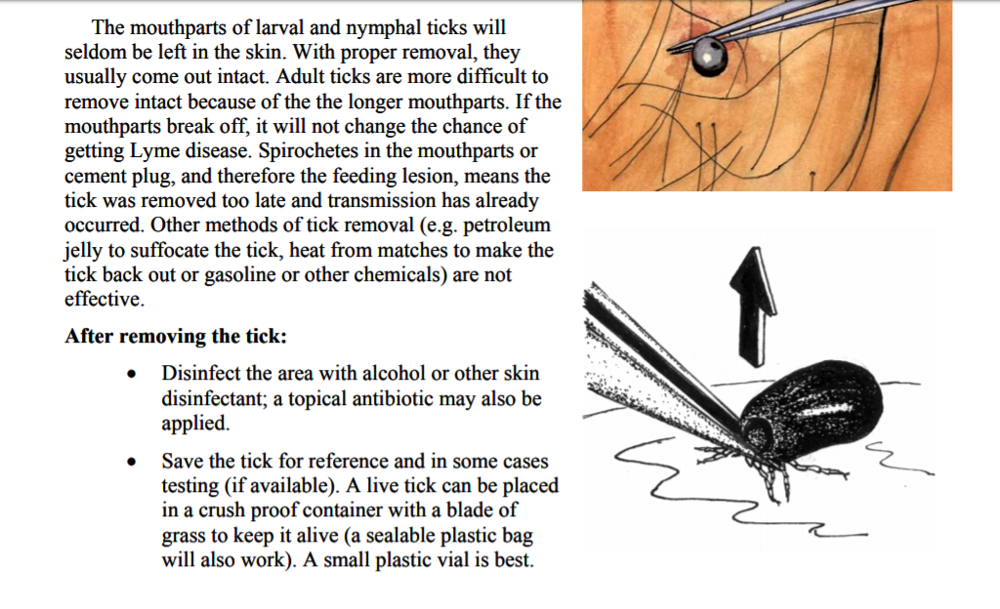 The mouthparts of larval and nymphal ticks will
seldom be left in the skin. With proper removal, they
usually come out intact. Adult ticks are more difficult to
remove intact because of the the longer mouthparts. If the
mouthparts break off, it will not change the chance of
getting Lyme disease. Spirochetes in the mouthparts or
cement plug, and therefore the feeding lesion, means the
tick was removed too late and transmission has already
occurred. Other methods of tick removal (e.g. petroleum
jelly to suffocate the tick, heat from matches to make the
tick back out or gasoline or other chemicals) are not
effective.
After removing the tick:
• Disinfect the area with alcohol or other skin
disinfectant; a topical antibiotic may also be
applied.
• Save the tick for reference and in some cases
testing (if available). A live tick can be placed
in a crush proof container with a blade of
grass to keep it alive (a sealable plastic bag
will also work). A small plastic vial is best.